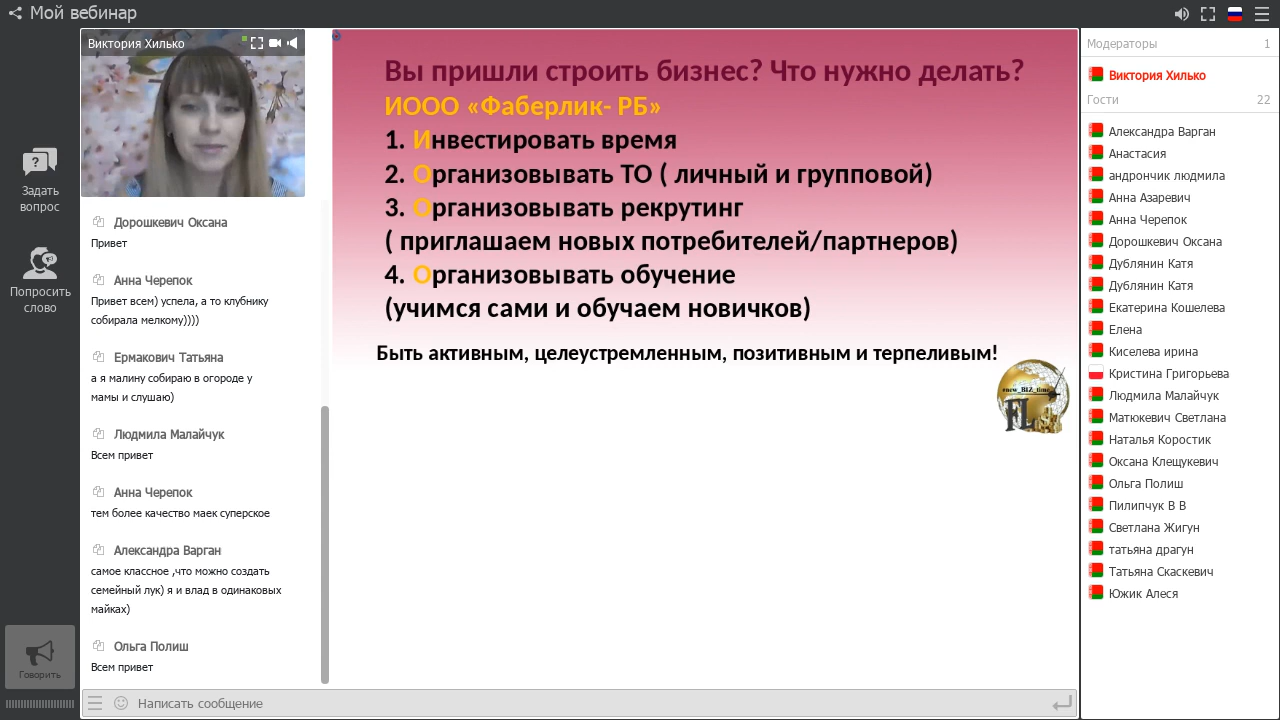 Мой вебинар
Задать
вопрос
Попросить
слово
Говорить
Виктория Хилько
Дорошкевич Оксана
Привет
Анна Черепок
Привет всем) успела, а то клубнику
собирала мелкому))))
Ермакович Татьяна
а я малину собираю в огороде у
мамы и слушаю)
Людмила Малайчук
Всем привет
Анна Черепок
тем более качество маек суперское
Александра Варган
самое классное ,что можно создать
семейный лук) я и влад в одинаковых
майках)
Ольга Полиш
Всем привет
Написать сообщение
Вы пришли строить бизнес? Что нужно делать?
ИООО «Фаберлик- РБ»
1. Инвестировать время
2. Организовывать ТО ( личный и групповой)
3. Организовывать рекрутинг
( приглашаем новых потребителей/партнеров)
4. Организовывать обучение
(учимся сами и обучаем новичков)
Быть активным, целеустремленным, позитивным и терпеливым!
#new_BIZ_time
FL
Модераторы 1
Виктория Хилько
Гости 22
Александра Варган
Анастасия
андрончик людмила
Анна Азаревич
Анна Черепок
Дорошкевич Оксана
Дублянин Катя
Дублянин Катя
Екатерина Кошелева
Елена
Киселева ирина
Кристина Григорьева
Людмила Малайчук
Матюкевич Светлана
Наталья Коростик
Оксана Клещукевич
Ольга Полиш
Пилипчук В В
Светлана Жигун
татьяна драгун
Татьяна Скаскевич
Южик Алеся